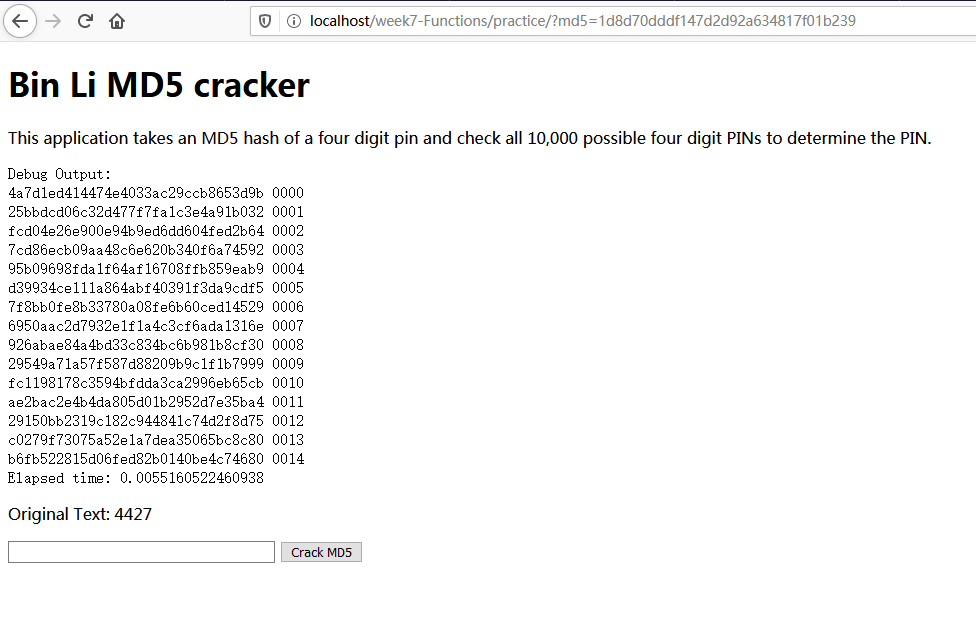 localhost/week7-Functions/practice/?md5=1d8d70dddf147d2d92a634817f01b239
Bin Li MD5 cracker
This application takes an MD5 hash of a four digit pin and check all 10,000 possible four digit PINs to determine the PIN.
Debug Output:
4a7d1ed414474e4033ac29ccb8653d9b 0000
25bbdcd06c32d477f7fa1c3e4a91b032 0001
fcd04e26e900e94b9ed6dd604fed2b64 0002
7cd86ecb09aa48c6e620b340f6a74592 0003
95b09698fda1f64af16708ffb859eab9 0004
d39934ce111a864abf40391f3da9cdf5 0005
7f8bb0fe8b33780a08fe6b60ced14529 0006
6950aac2d7932e1f1a4c3cf6ada1316e 0007
926abae84a4bd33c834bc6b981b8cf30 0008
29549a71a57f587d88209b9c1f1b7999 0009
fc1198178c3594bfdda3ca2996eb65cb 0010
ae2bac2e4b4da805d01b2952d7e35ba4 0011
29150bb2319c182c944841c74d2f8d75 0012
c0279f73075a52e1a7dea35065bc8c80 0013
b6fb522815d06fed82b0140be4c74680 0014
Elapsed time: 0.0055160522460938
Original Text: 4427
Crack MD5